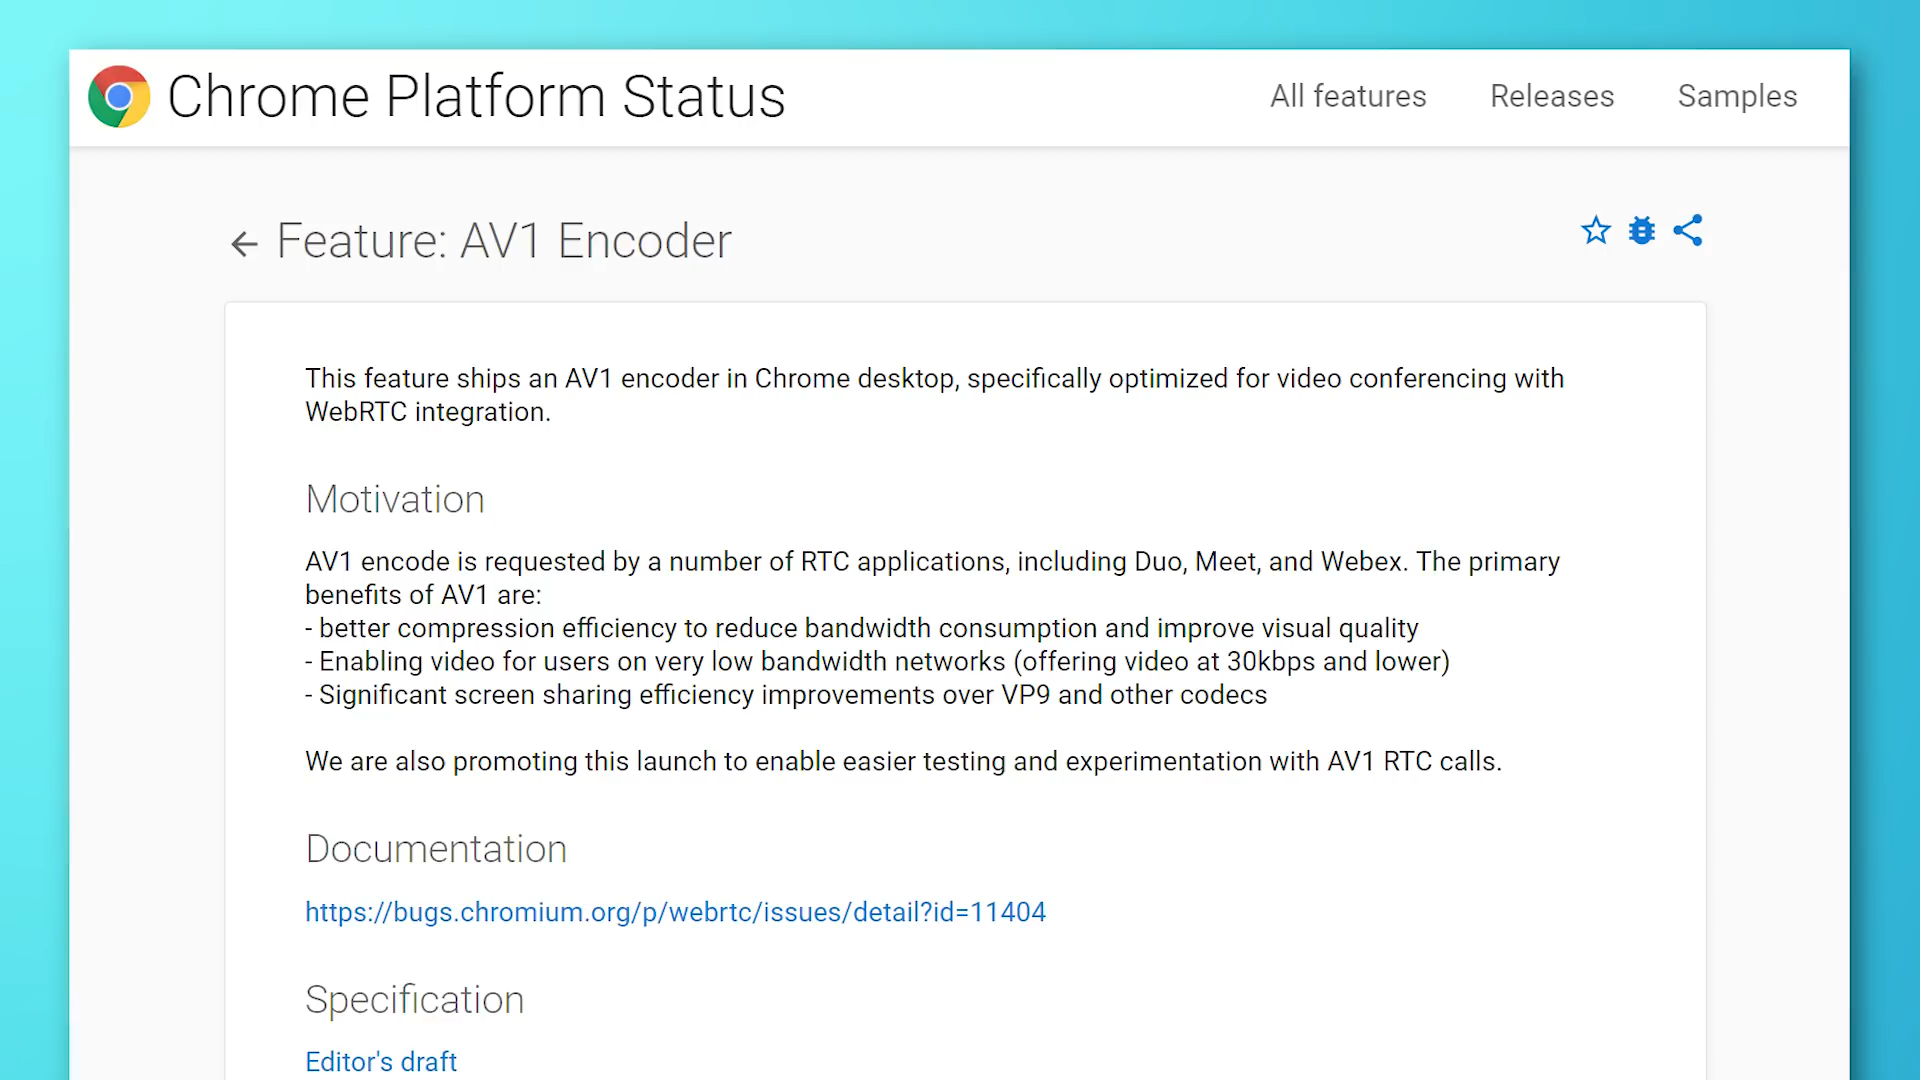 Chrome Platform Status
All features
Releases
Samples
Feature: AV1 Encoder
This feature ships an AV1 encoder in Chrome desktop, specifically optimized for video conferencing with
WebRTC integration.
Motivation
AV1 encode is requested by a number of RTC applications, including Duo, Meet, and Webex. The primary
benefits of AV1 are:
- better compression efficiency to reduce bandwidth consumption and improve visual quality
- Enabling video for users on very low bandwidth networks (offering video at 30kbps and lower)
- Significant screen sharing efficiency improvements over VP9 and other codecs
We are also promoting this launch to enable easier testing and experimentation with AV1 RTC calls.
Documentation
https://bugs.chromium.org/p/webrtc/issues/detail?id=11404
Specification
Editor's draft